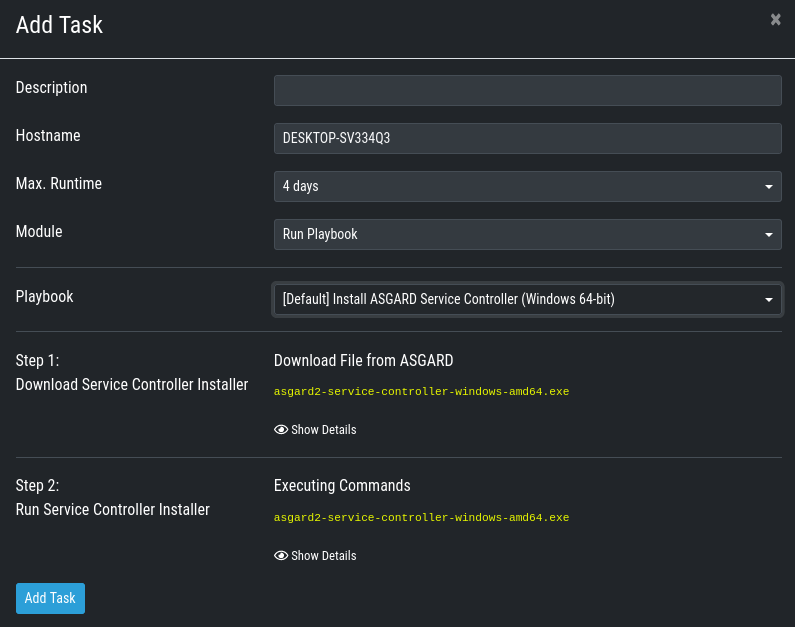 Add Task
×
Description
Hostname
DESKTOP-SV334Q3
Max. Runtime
4 days
Module
Run Playbook
Playbook
[Default] Install ASGARD Service Controller (Windows 64-bit)
Step 1:
Download Service Controller Installer
Download File from ASGARD
asgard2-service-controller-windows-amd64.exe
Show Details
Step 2:
Run Service Controller Installer
Executing Commands
asgard2-service-controller-windows-amd64.exe
Show Details
Add Task